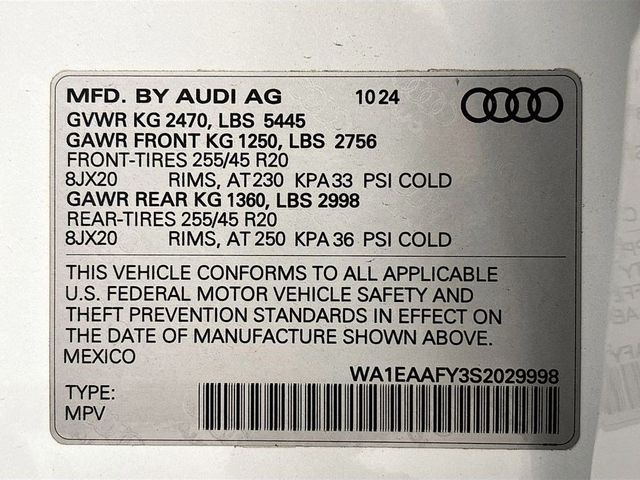 MFD. BY AUDI AG 10 24
GVWR KG 2470, LBS 5445
GAWR FRONT KG 1250, LBS 2756
FRONT-TIRES 255/45 R20
8JX20 RIMS, AT 230 KPA 33 PSI COLD
GAWR REAR KG 1360, LBS 2998
REAR-TIRES 255/45 R20
8JX20 RIMS, AT 250 KPA 36 PSI COLD
THIS VEHICLE CONFORMS TO ALL APPLICABLE
U.S. FEDERAL MOTOR VEHICLE SAFETY AND
THEFT PREVENTION STANDARDS IN EFFECT ON
THE DATE OF MANUFACTURE SHOWN ABOVE.
MEXICO
WA1EAAFY3S2029998
TYPE:
MPV